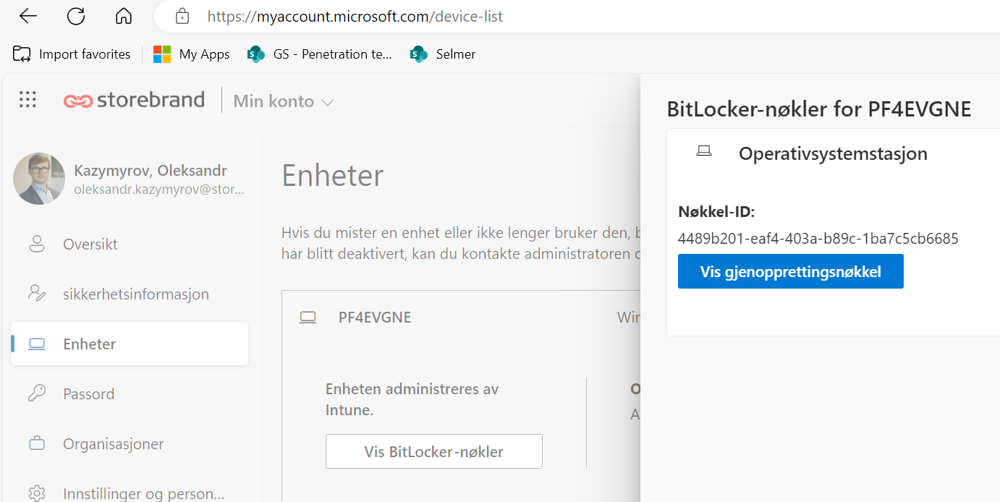 https://myaccount.microsoft.com/device-list
Import favorites
My Apps
GS - Penetration te...
Selmer
storebrand
Min konto
Kazymyrov, Oleksandr
oleksandr.kazymyrov@stor...
Oversikt
sikkerhetsinformasjon
Enheter
Passord
Organisasjoner
Innstillinger og person...
Enheter
Hvis du mister en enhet eller ikke lenger bruker den, b
har blitt deaktivert, kan du kontakte administratoren d
PF4EVGNE
Win
Enheten administreres av
Intune.
Vis BitLocker-nøkler
O
A
BitLocker-nøkler for PF4EVGNE
Operativsystemstasjon
Nøkkel-ID:
4489b201-eaf4-403a-b89c-1ba7c5cb6685
Vis gjenopprettingsnøkkel